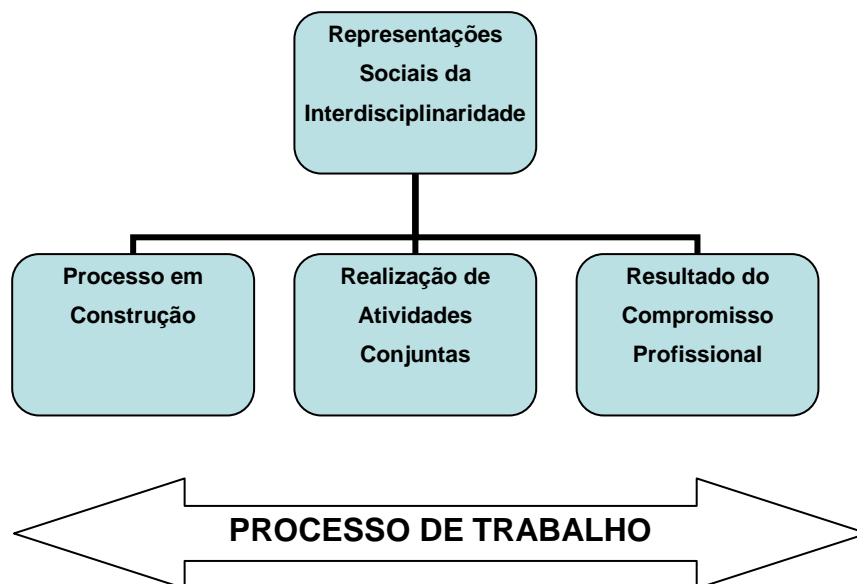 Representações
Sociais da
Interdisciplinaridade
Processo em
Construção
Realização de
Atividades
Conjuntas
Resultado do
Compromisso
Profissional
PROCESSO DE TRABALHO